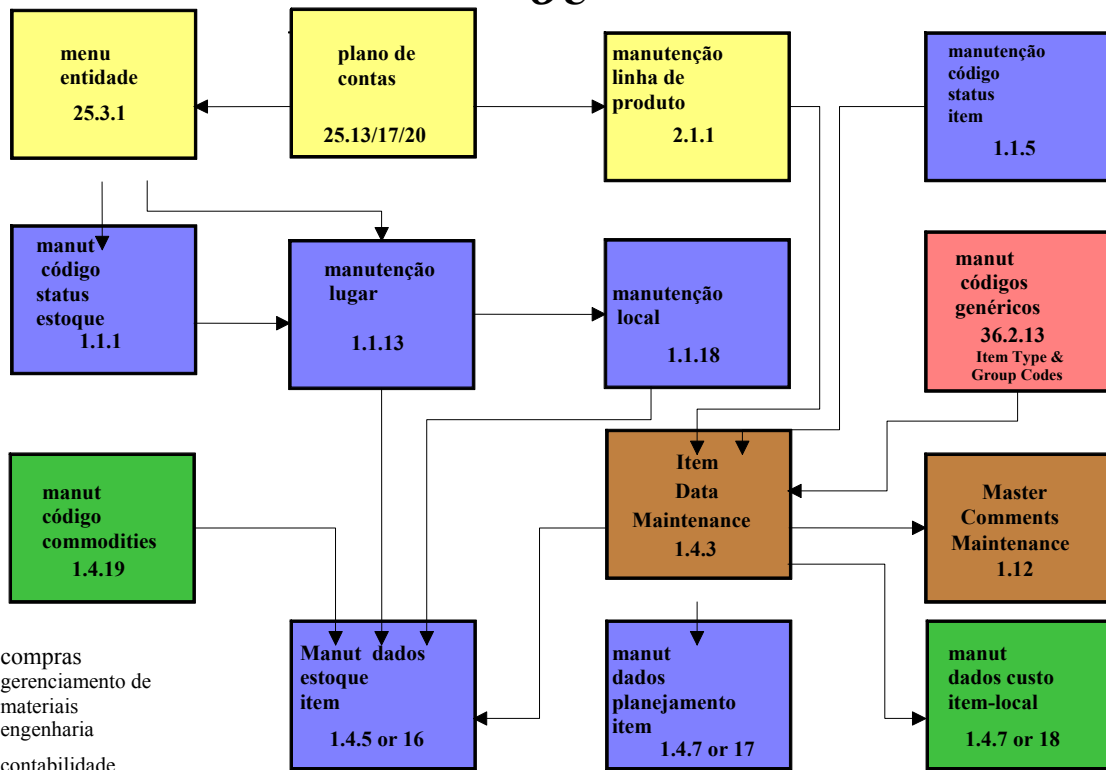 menu
entidade
25.3.1
plano de
contas
25.13/17/20
manutenção
linha de
produto
2.1.1
manutenção
código
status
item
1.1.5
manut
código
status
estoque
1.1.1
manutenção
lugar
1.1.13
manutenção
local
1.1.18
manut
códigos
genéricos
36.2.13
Item Type &
Group Codes
manut
código
commodities
1.4.19
Item
Data
Maintenance
1.4.3
Master
Comments
Maintenance
1.12
compras
gerenciamento de
materiais
engenharia
contabilidade
Manut dados
estoque
item
1.4.5 or 16
manut
dados
planejamento
item
1.4.7 or 17
manut
dados custo
item-local
1.4.7 or 18